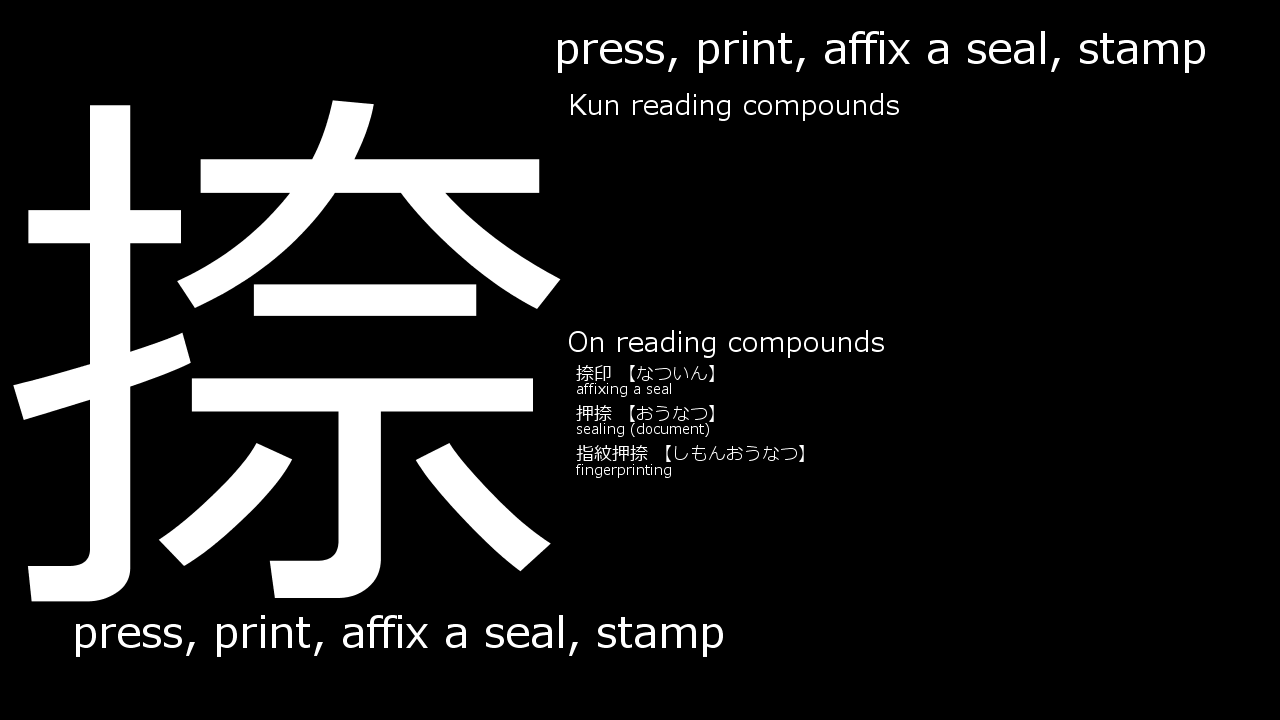 捺
press, print, affix a seal, stamp
Kun reading compounds
On reading compounds
捺印 【なついん】
affixing a seal
押捺 【おうなつ】
sealing (document)
指紋押捺 【しもんおうなつ】
fingerprinting
press, print, affix a seal, stamp